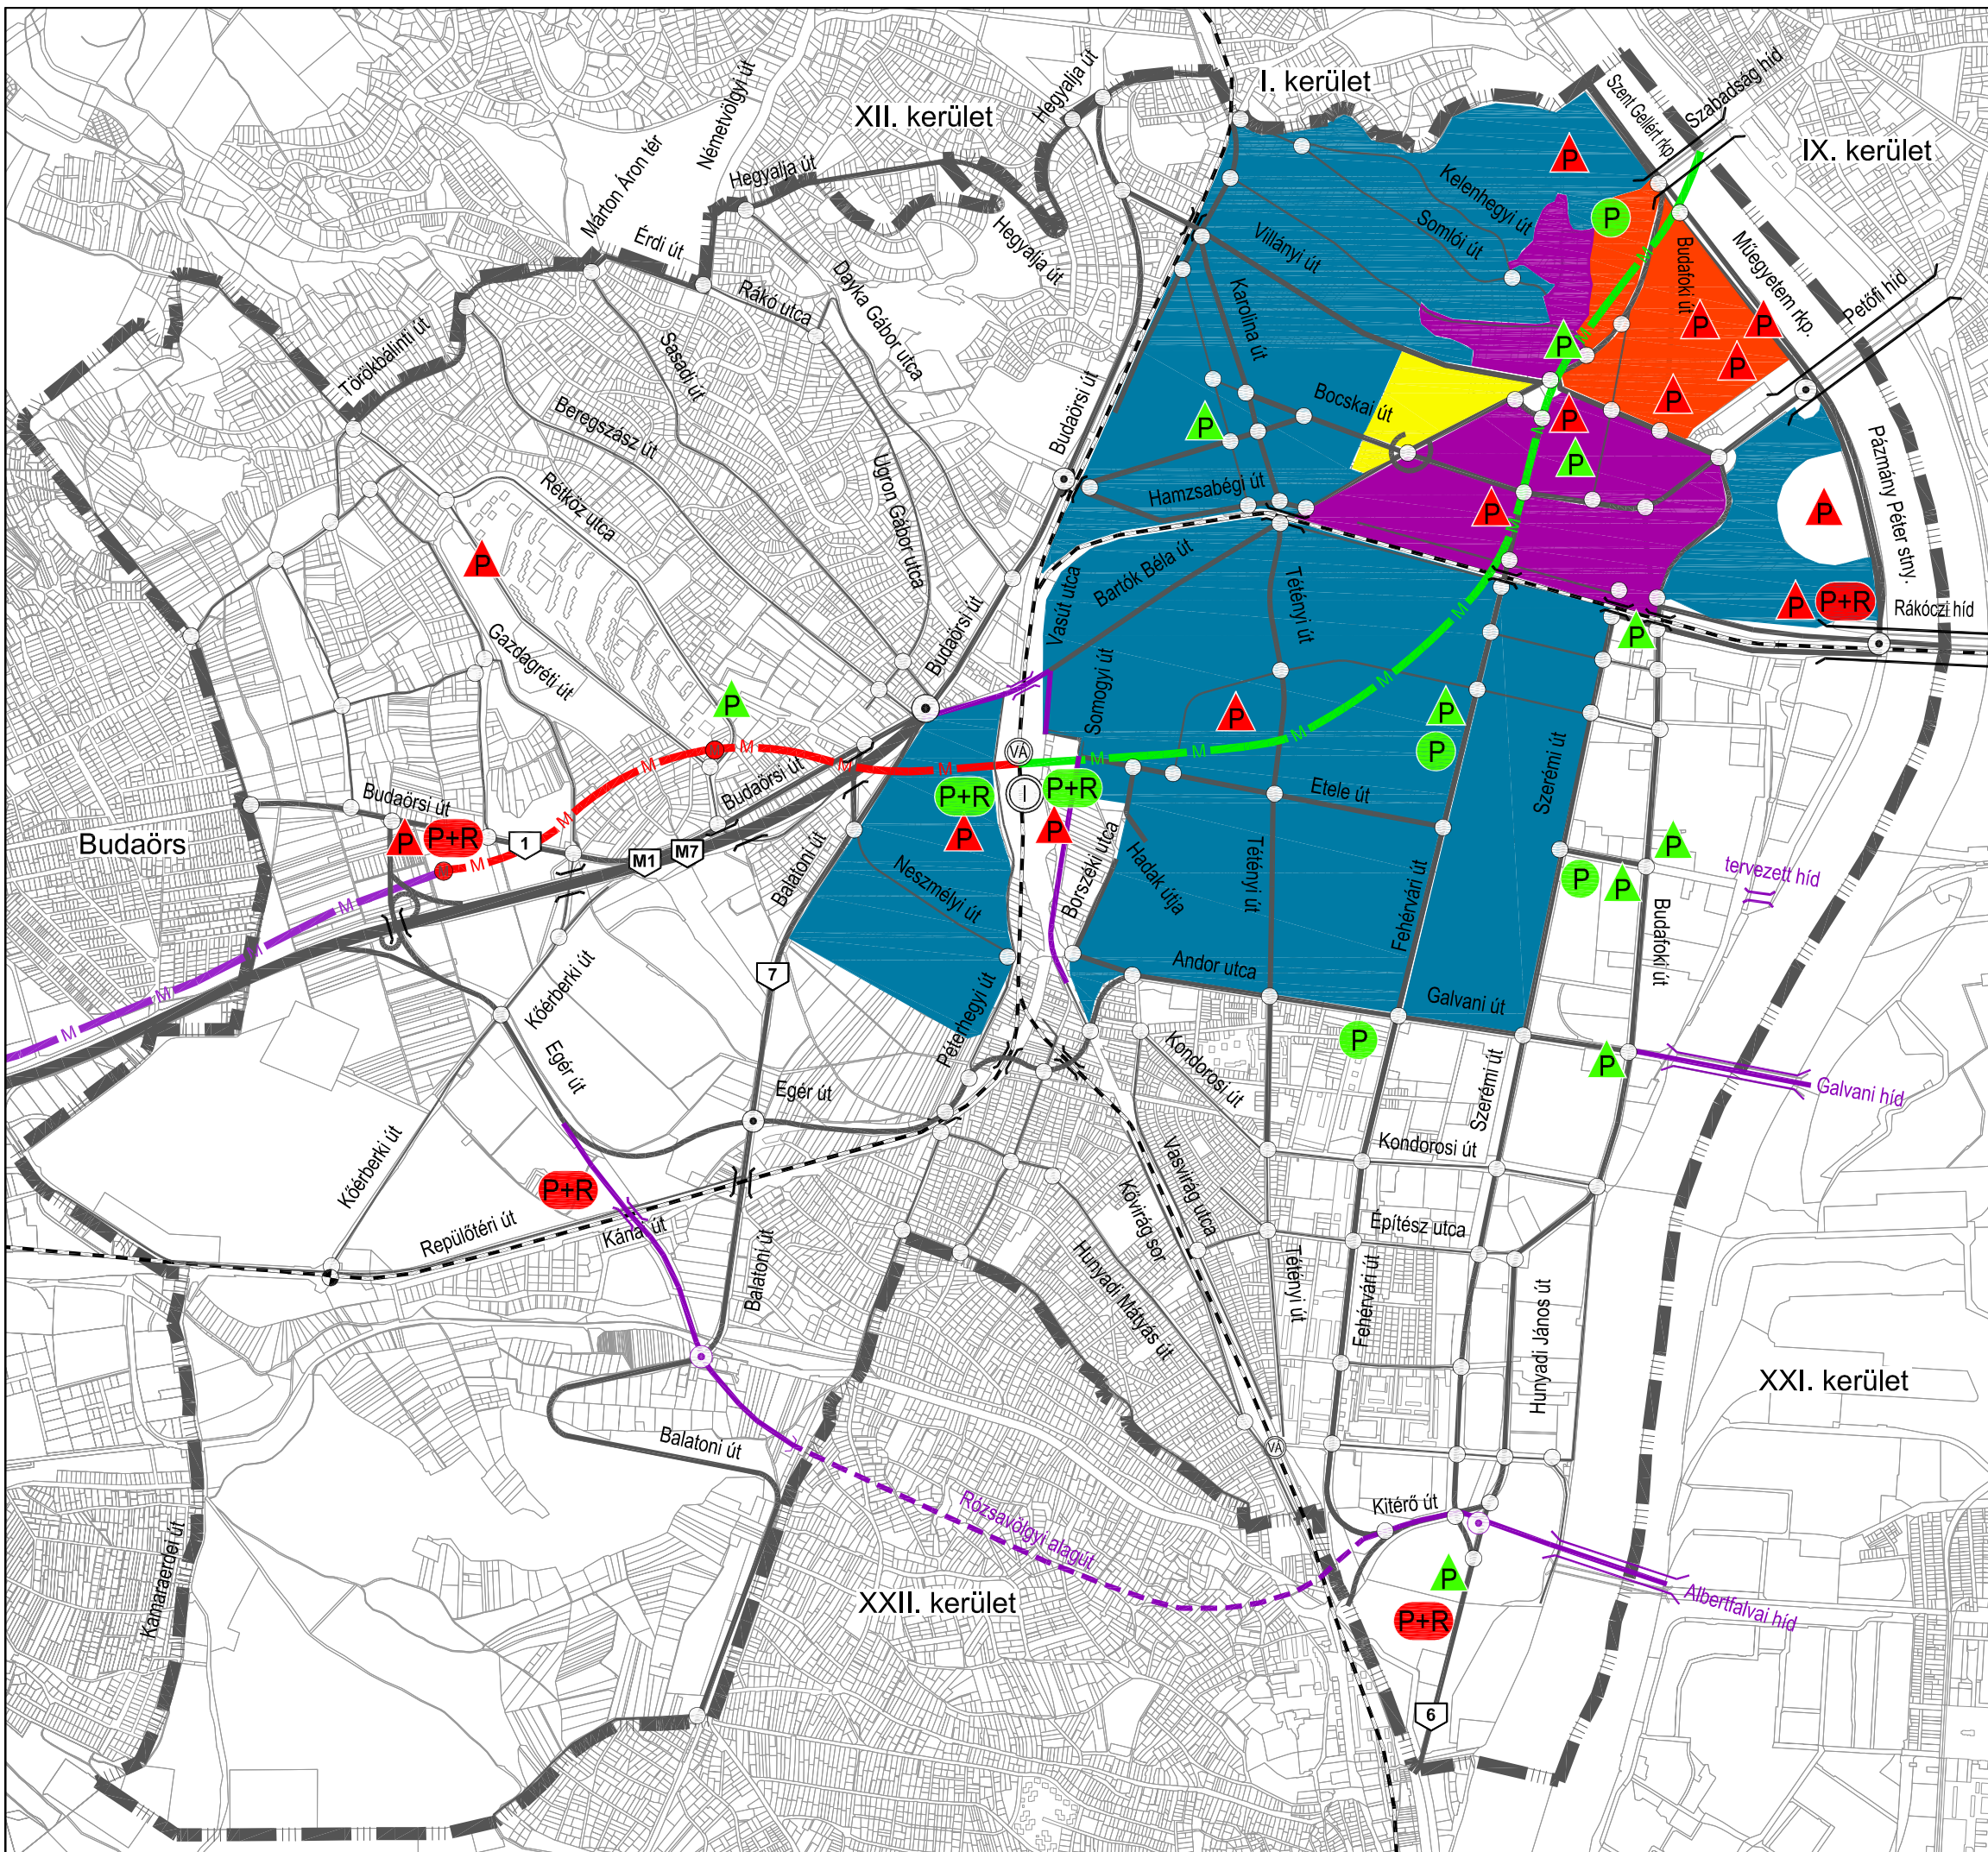 I. kerület
XII. kerület
IX. kerület
Hegyalja út
Németvölgyi út
Márton Áron tér
Szent Gellért rkp.
Szabadság híd
Hegyalja út
Hegyalja út
Érdi út
Kelenhegyi út
Somlói út
Villányi út
P
P
Rákó utca
Dayka Gábor utca
Karolina út
Budafoki út
Műegyetem rkp.
Petőfi híd
M
Törökbálinti út
Sasadi út
P
P
P
P
P
Beregszász út
Budaörsi út
Bocskai út
P
P
P
M
Pázmány Péter stny.
Rétköz utca
Ugron Gábor utca
Hamzsabégi út
P
P
P
M
P
Bartók Béla út
Vasút utca
Tétényi út
M
P
P+R
Rákóczi híd
Gazdagréti út
Budaörsi út
P
M
P
Somogyi út
P
P
P
Szerémi út
M
M
M
M
M
M
M
M
VÁ
M
Budaörsi út
Budaörsi út
P+R
I
P+R
Etele út
M
Budaörs
P
P+R
1
M1
M7
P
P
P
M
Balatoni út
Neszmélyi út
Borszéki utca
Hadak útja
Tétényi út
Fehérvári út
P
P
tervezett híd
M
M
M
7
Kőérberki út
Péterhegyi út
Andor utca
Galvani út
Budafoki út
M
Egér út
Egér út
Kondorosi út
P
Szerémi út
P
Galvani híd
Kőérberki út
P+R
Vasvirág utca
Kondorosi út
Repülőtéri út
Kánai út
Balatoni út
Kővirág sor
Építész utca
Hunyadi Mátyás út
Tétényi út
Fehérvári út
Hunyadi János út
XXI. kerület
Balatoni út
VÁ
Rózsavölgyi alagút
Kitérő út
Kamaraerdei út
XXII. kerület
P
Albertfalvai híd
P+R
6